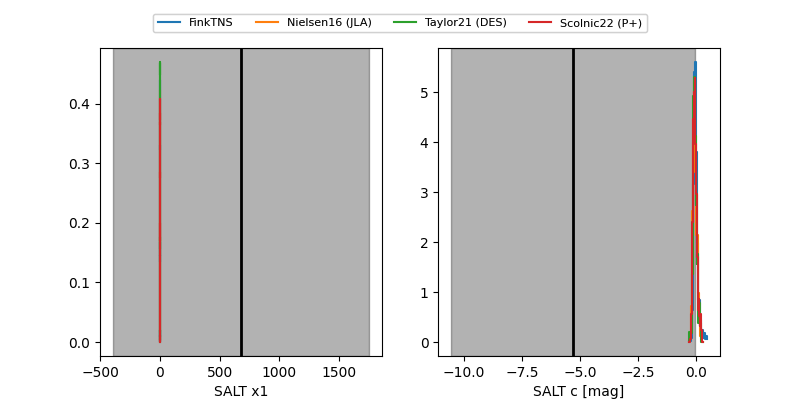 FinkTNS Nielsen16 (JLA) Taylor21 (DES) Scolnic22 (P+)
0.4
0.3
0.2
0.1
0.0
−500 0 500 1000 1500
SALT x1
5
4
3
2
1
0
−10.0 −7.5 −5.0 −2.5 0.0
SALT c [mag]